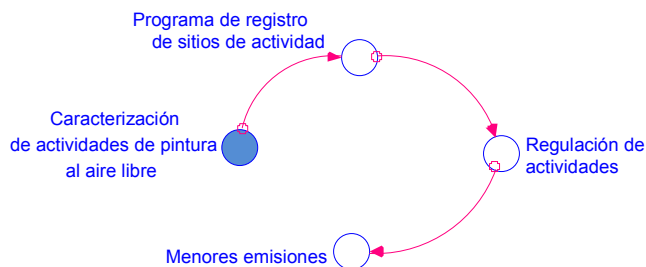 Programa de registro
de sitios de actividad
Caracterización
de actividades de pintura
al aire libre
Regulación de
actividades
Menores emisiones